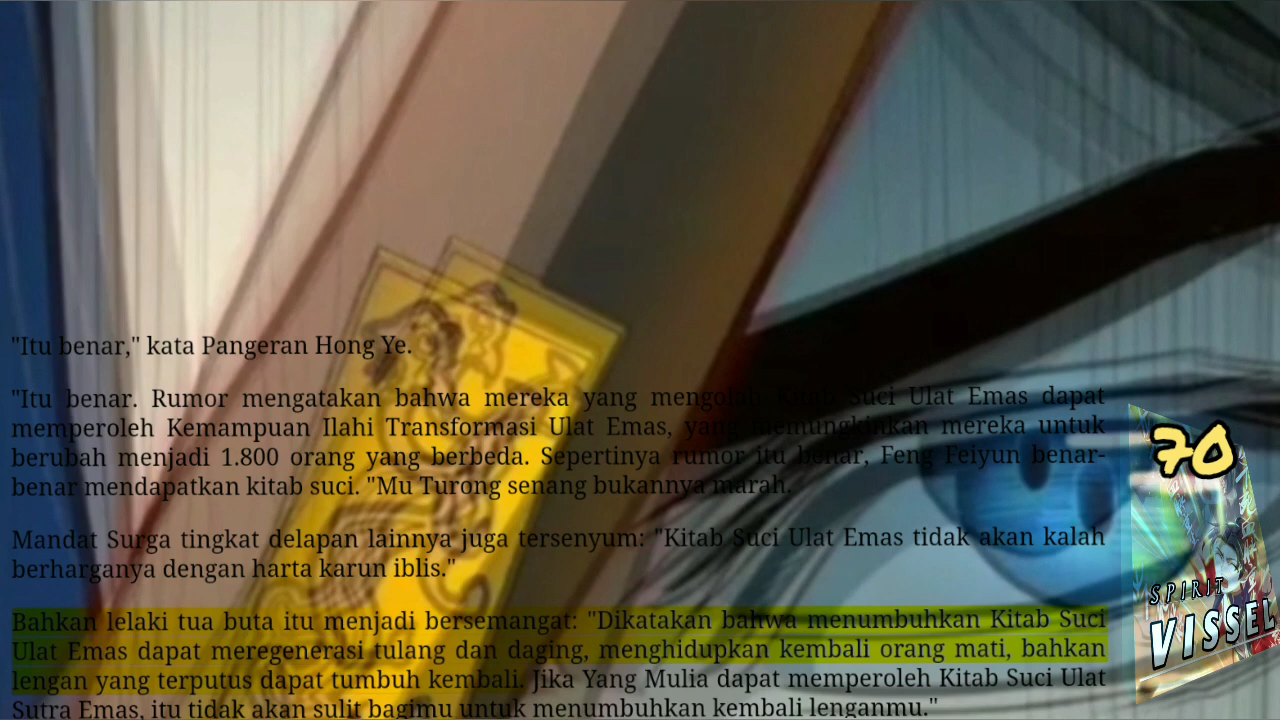 "Itu benar," kata Pangeran Hong Ye.
"Itu benar. Rumor mengatakan bahwa mereka yang mengolah Kitab Suci Ulat Emas dapat
memperoleh Kemampuan Ilahi Transformasi Ulat Emas, yang memungkinkan mereka untuk
berubah menjadi 1.800 orang yang berbeda. Sepertinya rumor itu benar, Feng Feiyun benar-
benar mendapatkan kitab suci. "Mu Turong senang bukannya marah.
Mandat Surga tingkat delapan lainnya juga tersenyum: "Kitab Suci Ulat Emas tidak akan kalah
berharganya dengan harta karun iblis."
Bahkan lelaki tua buta itu menjadi bersemangat: "Dikatakan bahwa menumbuhkan Kitab Suci
Ulat Emas dapat meregenerasi tulang dan daging, menghidupkan kembali orang mati, bahkan
lengan yang terputus dapat tumbuh kembali. Jika Yang Mulia dapat memperoleh Kitab Suci Ulat
Sutra Emas, itu tidak akan sulit bagimu untuk menumbuhkan kembali lenganmu."
70
SPIRIT
VISSEL